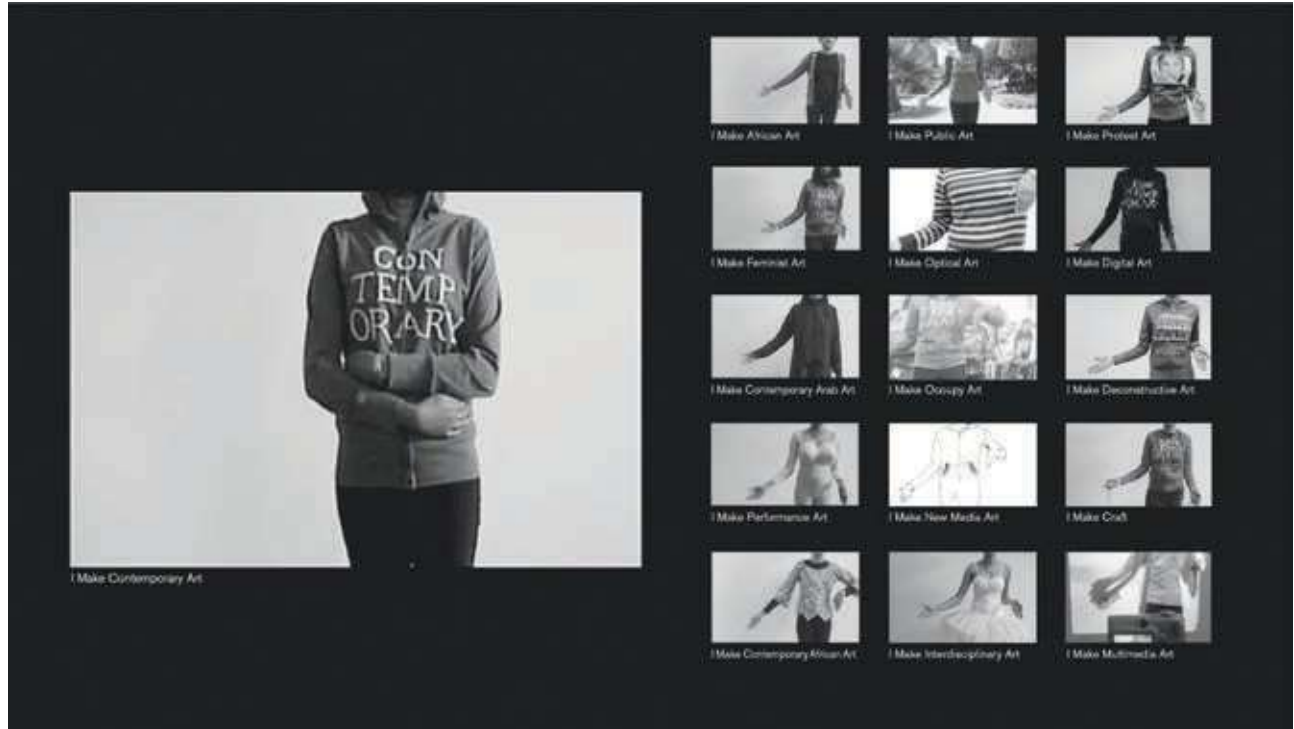 CON
TEMP
ORARY
I Make Contemporary Art
I Make African Art
I Make Public Art
I Make Protest Art
I Make Feminist Art
I Make Optical Art
I Make Digital Art
I Make Contemporary Arab Art
I Make Occupy Art
I Make Deconstructive Art
I Make Performance Art
I Make New Media Art
I Make Craft
I Make Contemporary African Art
I Make Interdisciplinary Art
I Make Multimedia Art